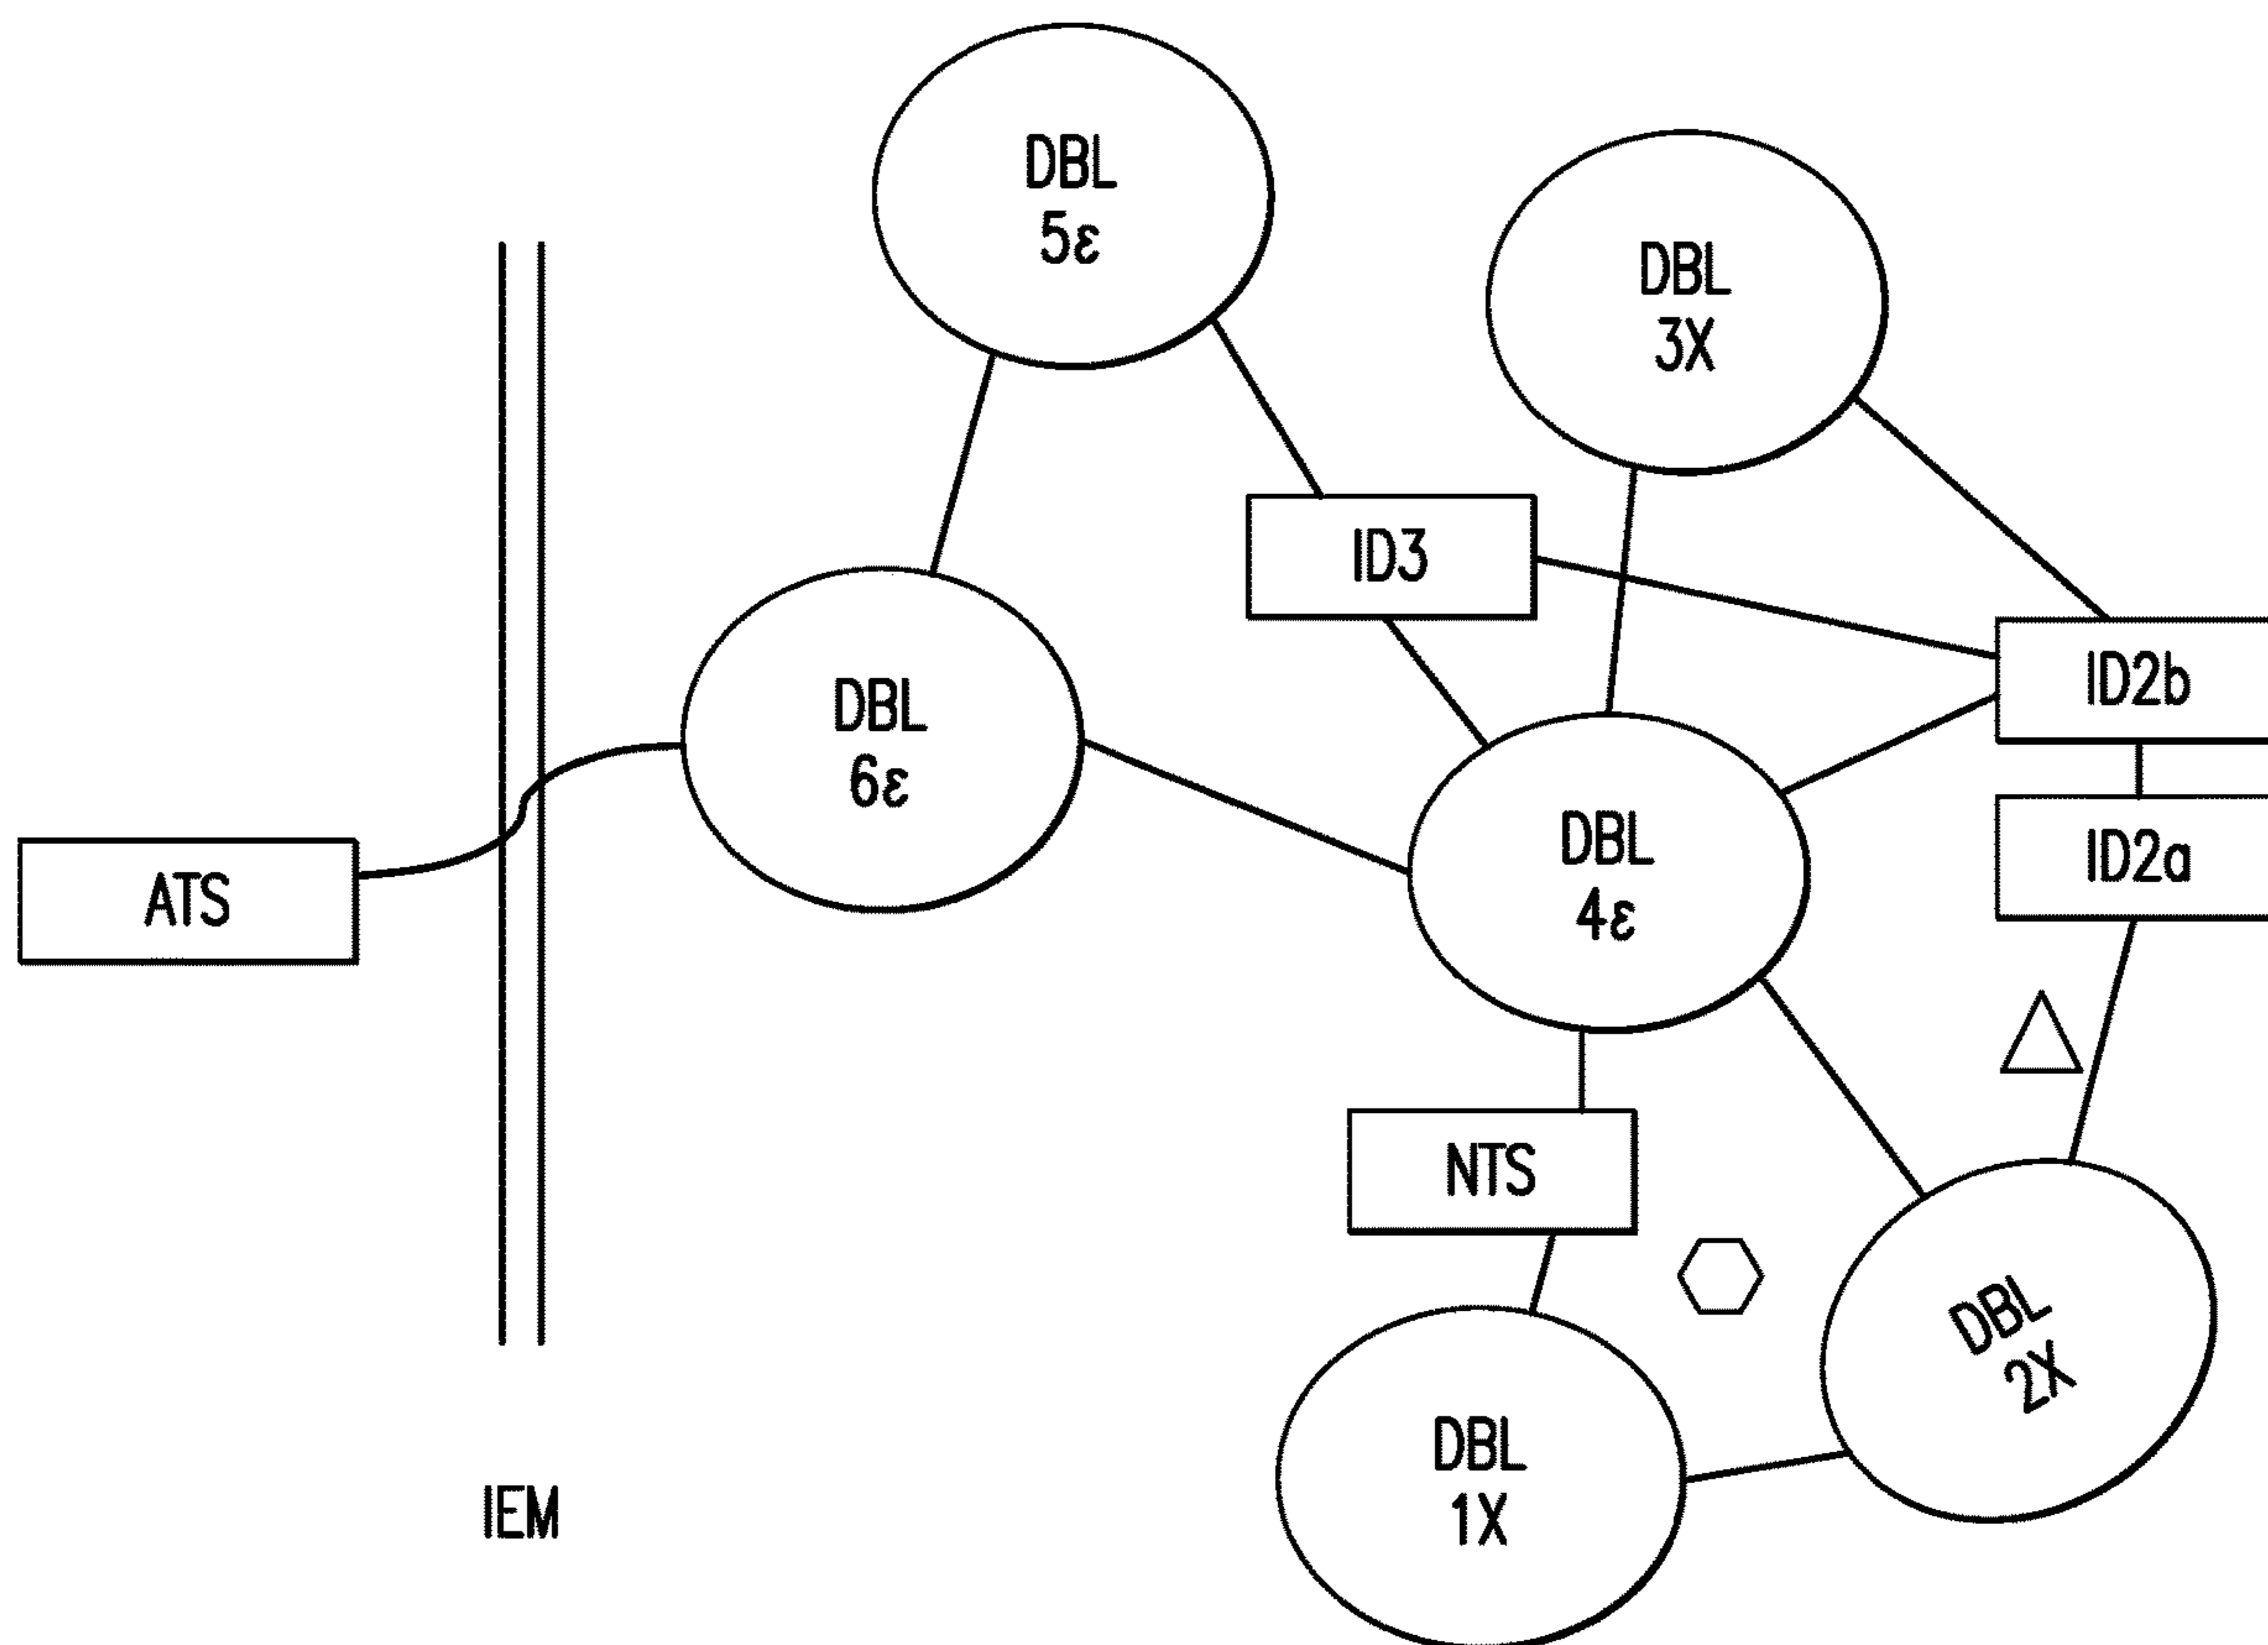 DBL
5ε
DBL
3X
ID3
ID2b
DBL
6ε
DBL
4ε
ID2a
ATS
NTS
DBL
2X
DBL
1X
IEM